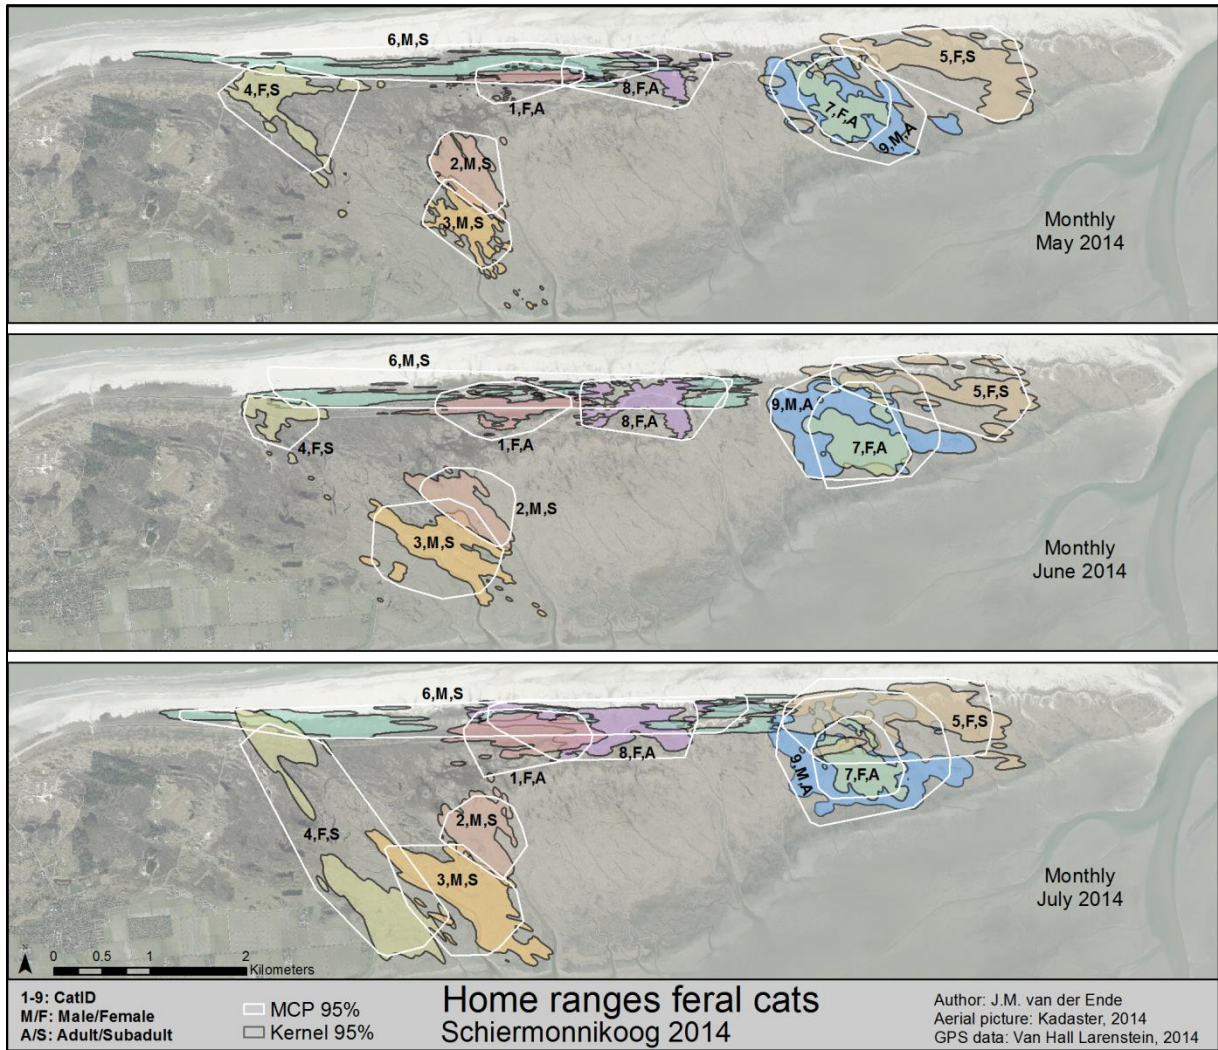 6,M,S
5,F,S
4,F,S
8,F,A
1,F,A
7,F,A
9,M,A
2,M,S
3,M,S
Monthly
May 2014
6,M,S
5,F,S
9,M,A
8,F,A
4,F,S
1,F,A
7,F,A
2,M,S
3,M,S
Monthly
June 2014
6,M,S
5,F,S
8,F,A
9,M,A
1,F,A
7,F,A
2,M,S
4,F,S
3,M,S
Monthly
July 2014
N
0 0.5 1 2
Kilometers
1-9: CatID
M/F: Male/Female
A/S: Adult/Subadult
MCP 95%
Kernel 95%
Home ranges feral cats
Schiermonnikoog 2014
Author: J.M. van der Ende
Aerial picture: Kadaster, 2014
GPS data: Van Hall Larenstein, 2014